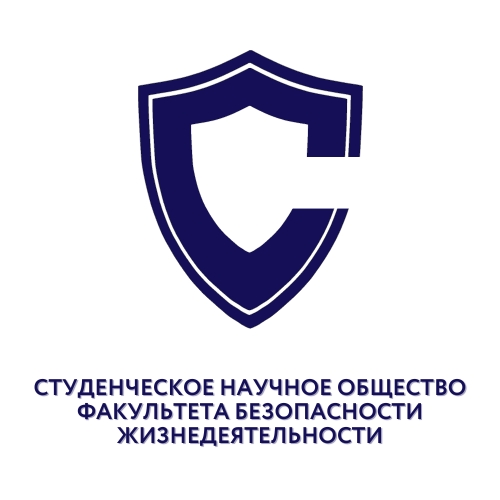 СТУДЕНЧЕСКОЕ НАУЧНОЕ ОБЩЕСТВО
ФАКУЛЬТЕТА БЕЗОПАСНОСТИ
ЖИЗНЕДЕЯТЕЛЬНОСТИ